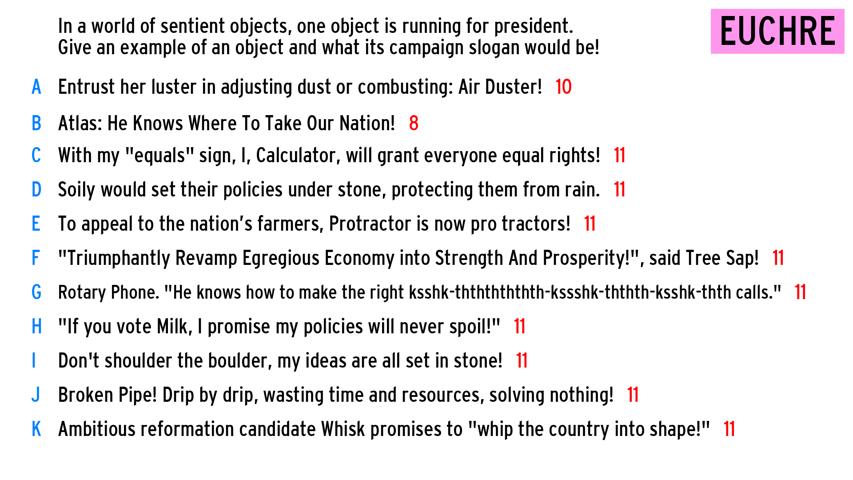 In a world of sentient objects, one object is running for president.
Give an example of an object and what its campaign slogan would be!
EUCHRE
A Entrust her luster in adjusting dust or combusting: Air Duster! 10
B Atlas: He Knows Where To Take Our Nation! 8
C With my "equals" sign, I, Calculator, will grant everyone equal rights! 11
D Soily would set their policies under stone, protecting them from rain. 11
E To appeal to the nation's farmers, Protractor is now pro tractors! 11
F "Triumphantly Revamp Egregious Economy into Strength And Prosperity!", said Tree Sap! 11
G Rotary Phone. "He knows how to make the right ksshk-thththththth-kssshk-ththth-ksshk-thth calls." 11
H "If you vote Milk, I promise my policies will never spoil!" 11
I Don't shoulder the boulder, my ideas are all set in stone! 11
J Broken Pipe! Drip by drip, wasting time and resources, solving nothing! 11
K Ambitious reformation candidate Whisk promises to "whip the country into shape!" 11